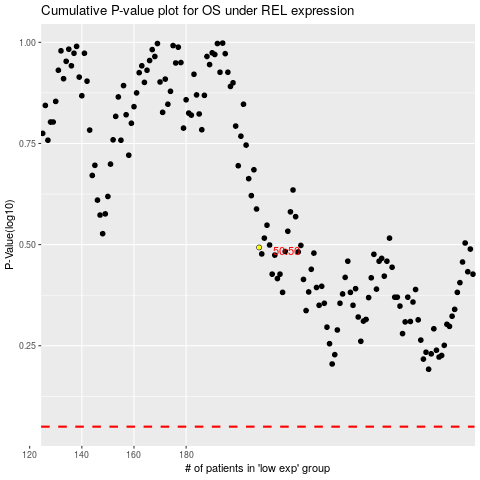 Cumulative P-value plot for OS under REL expression
P-Value(log10)
1.00
0.75
0.50
0.25
50:50
120 140 160 180
# of patients in 'low exp' group